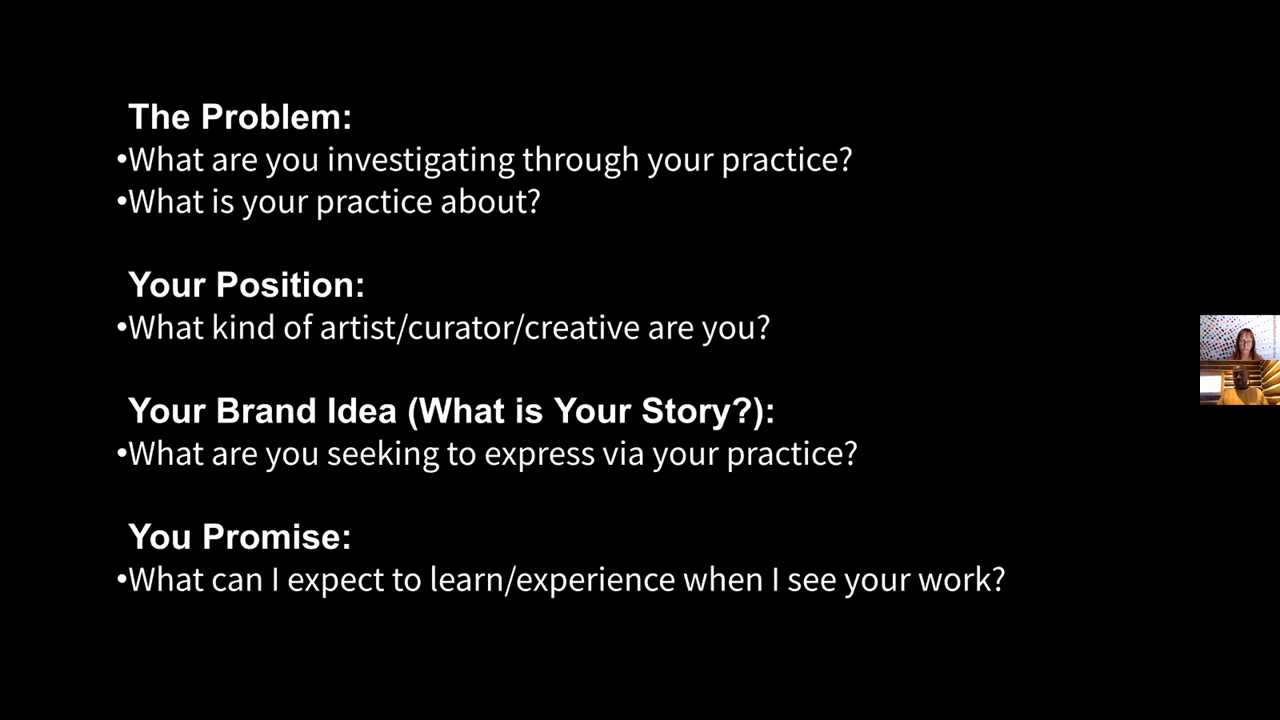 The Problem:
•What are you investigating through your practice?
•What is your practice about?
Your Position:
•What kind of artist/curator/creative are you?
Your Brand Idea (What is Your Story?):
•What are you seeking to express via your practice?
You Promise:
•What can I expect to learn/experience when I see your work?